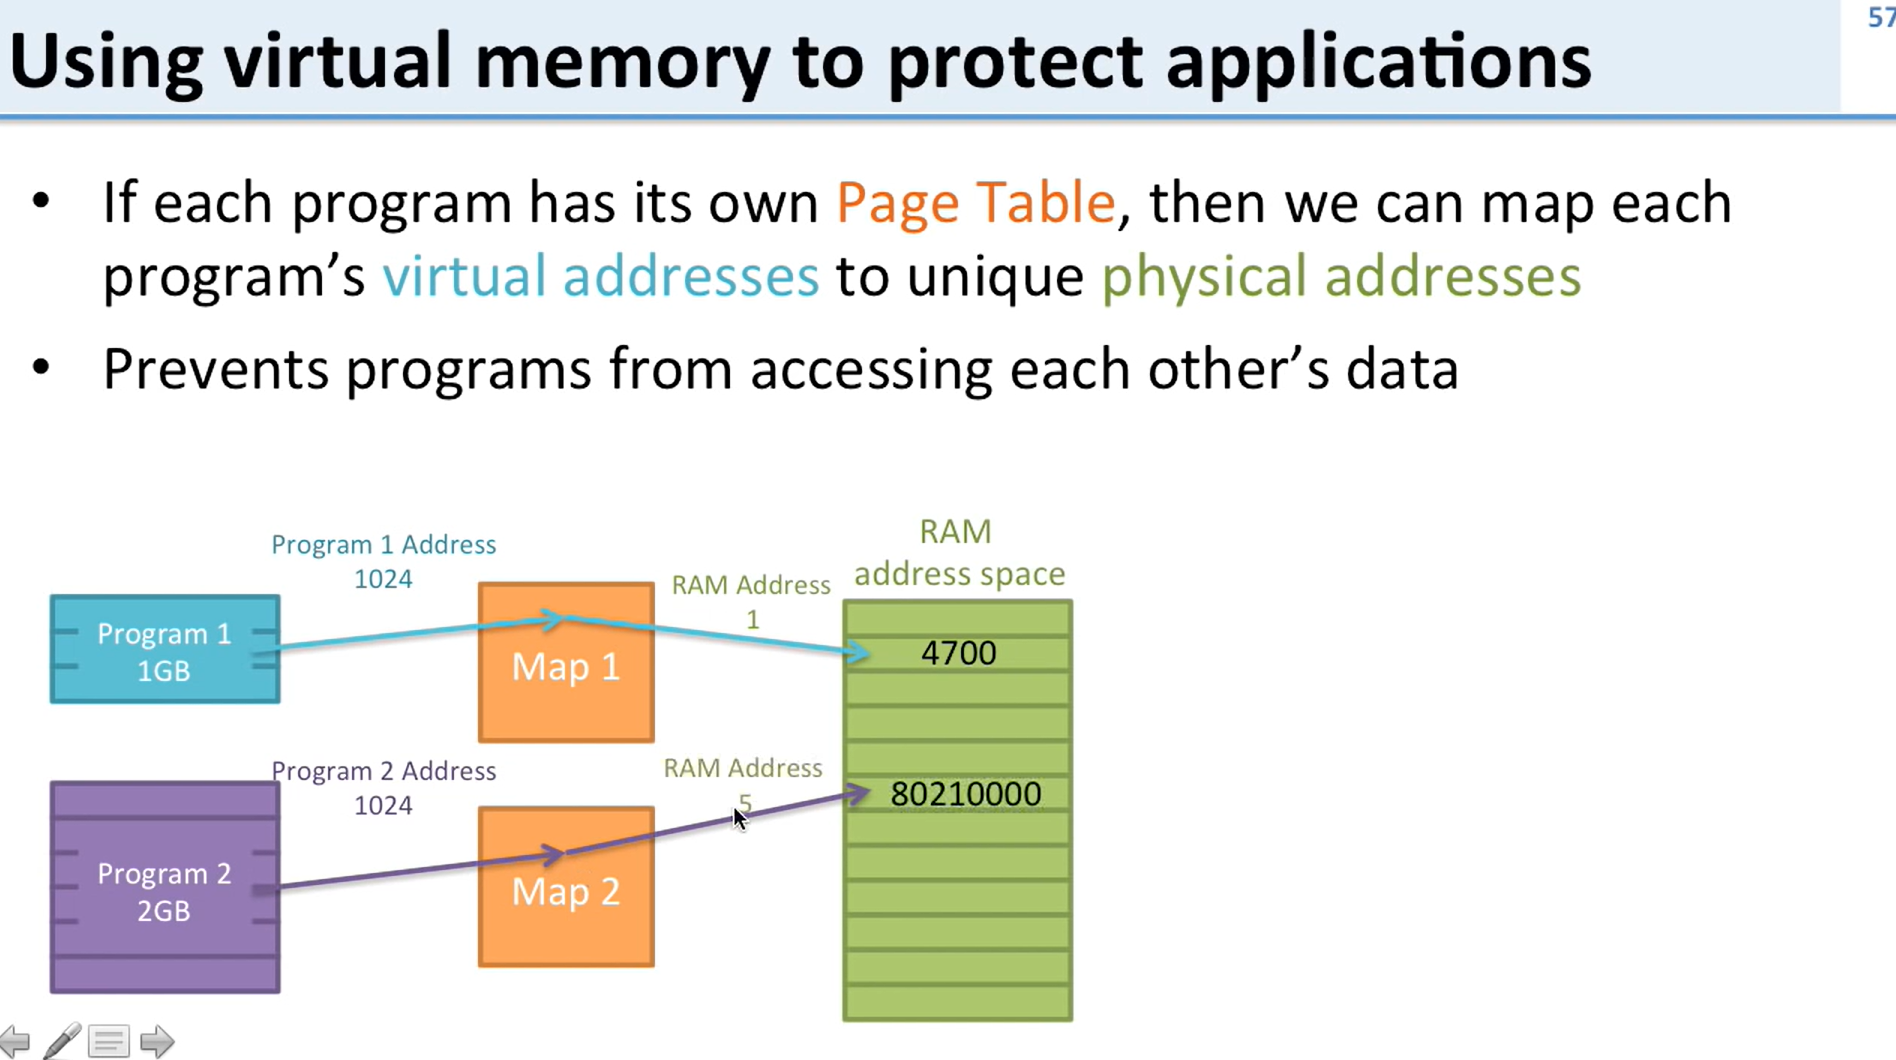 57
Using virtual memory to protect applications
• If each program has its own Page Table, then we can map each
program’s virtual addresses to unique physical addresses
• Prevents programs from accessing each other’s data
RAM
address space
Program 1 Address
1024
RAM Address
1
Program 1
1GB
Map 1
4700
Program 2 Address
1024
RAM Address
5
80210000
Program 2
2GB
Map 2